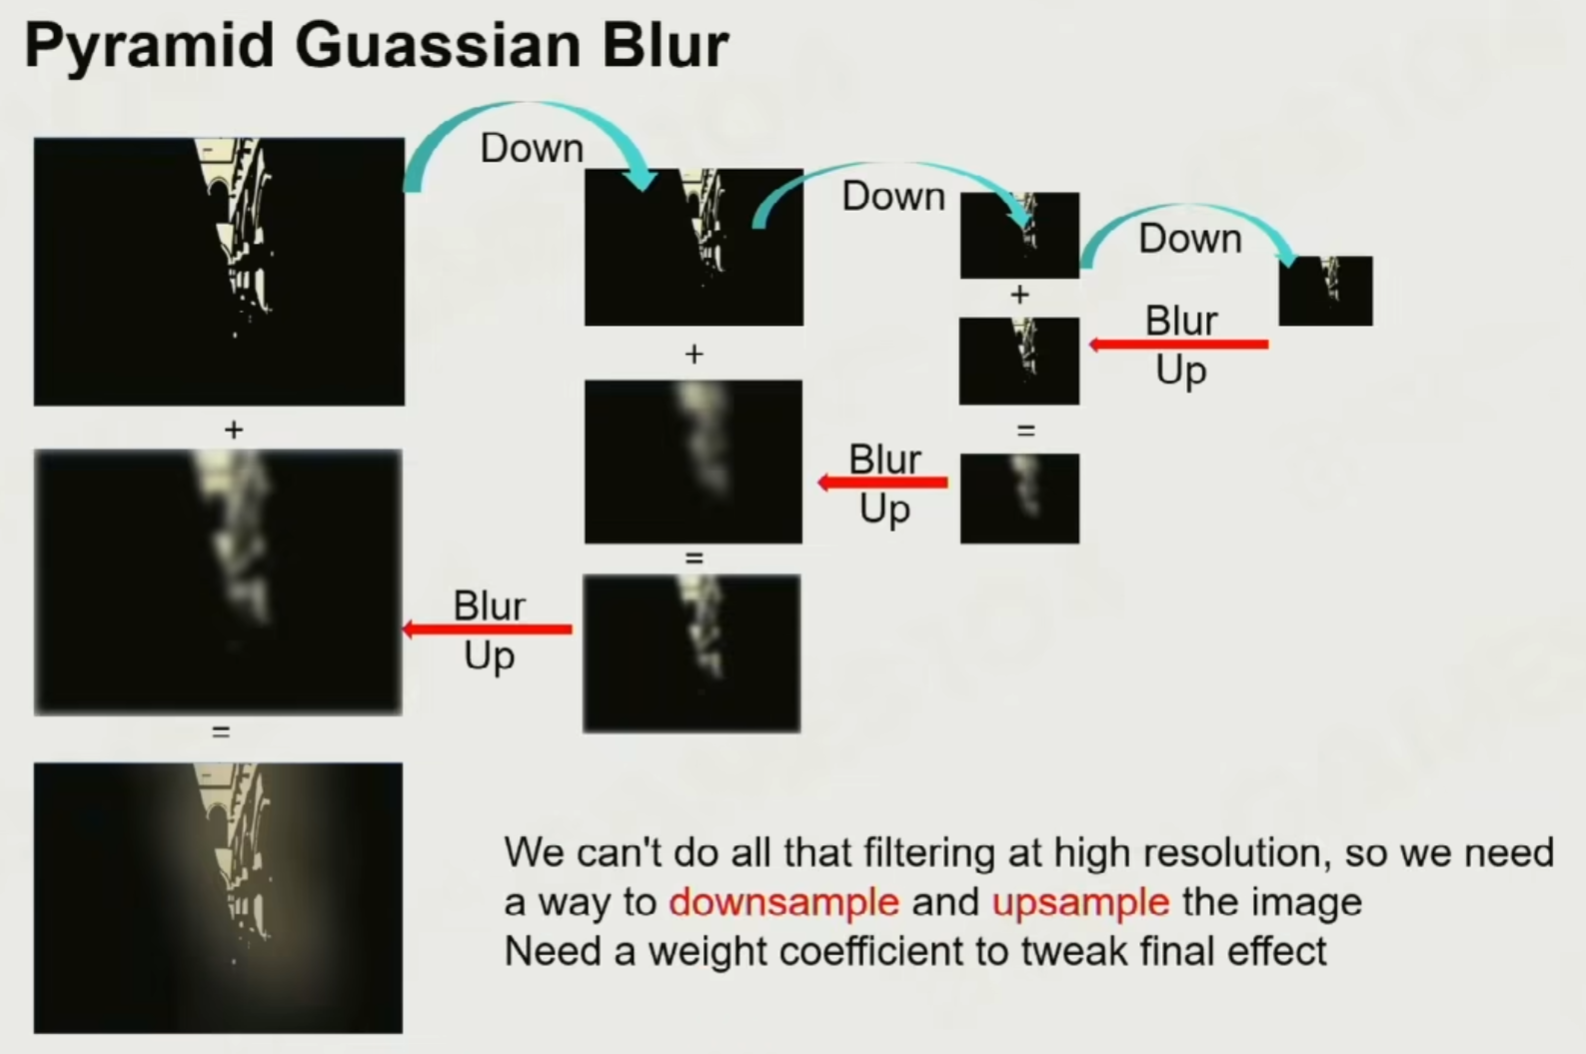 Pyramid Guassian Blur
Down
Down
Down
+
+
+
=
=
=
Blur
Up
Blur
Up
Blur
Up
We can't do all that filtering at high resolution, so we need
a way to downsample and upsample the image
Need a weight coefficient to tweak final effect